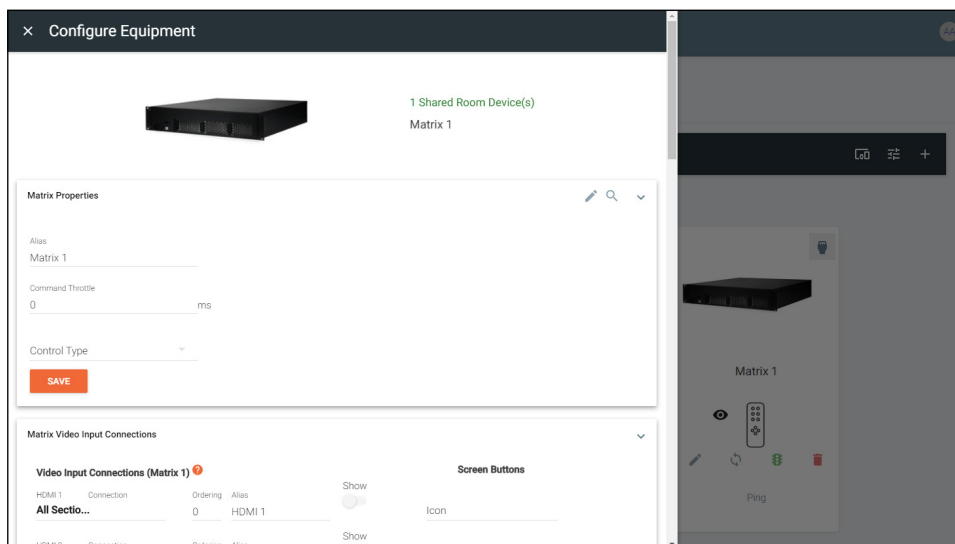 × Configure Equipment
AA
1 Shared Room Device(s)
Matrix 1
Matrix Properties
Alias
Matrix 1
Command Throttle
0 ms
Control Type
SAVE
Matrix 1
Ping
Matrix Video Input Connections
Video Input Connections (Matrix 1) ?
Screen Buttons
HDMI 1 Connection Ordering Alias Show
All Sectio... 0 HDMI 1 Icon
Show